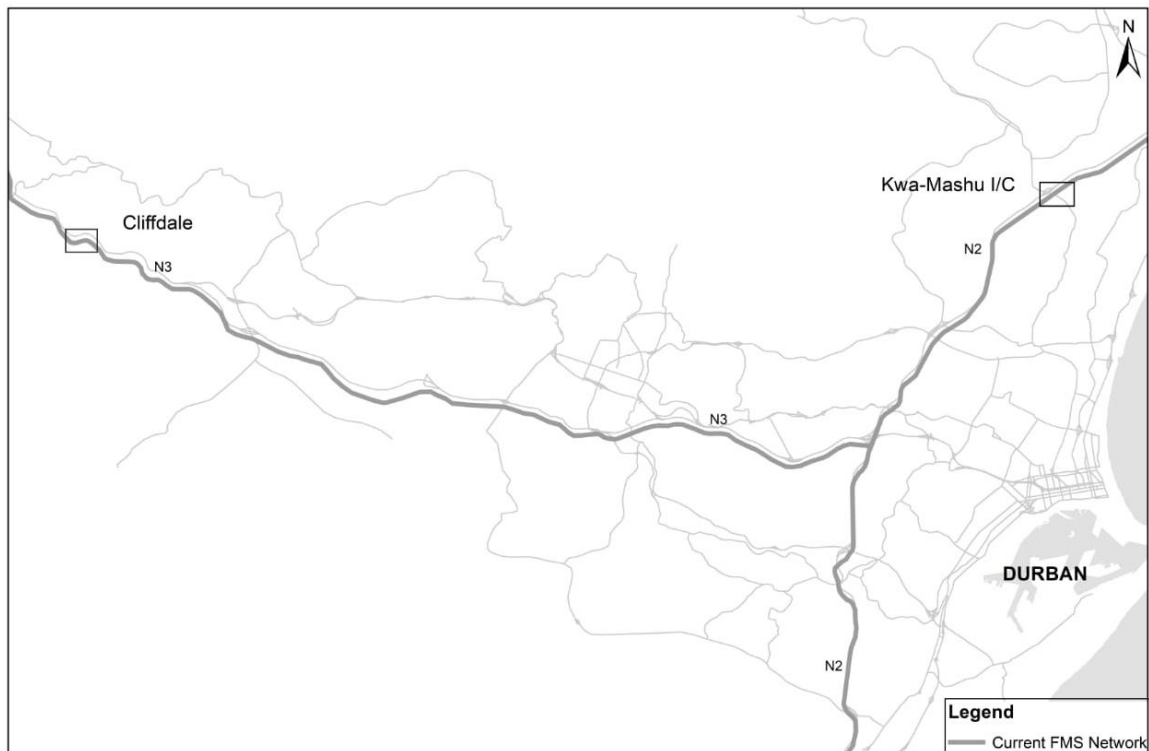 N
Kwa-Mashu I/C
Cliffdale
N2
N3
N3
DURBAN
N2
Legend
Current FMS Network